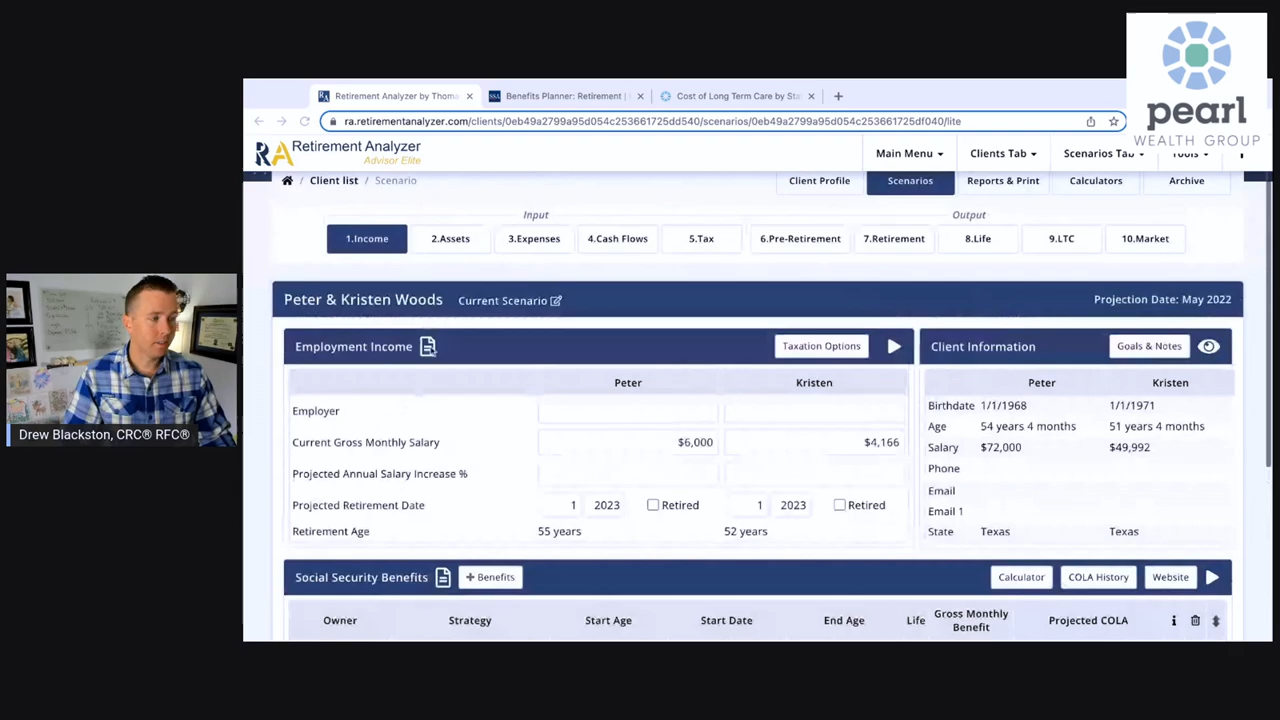 pearl
WEALTH GROUP
Retirement Analyzer by Thoma
Benefits Planner: Retirement |
Cost of Long Term Care by Sta
ra.retirementanalyzer.com/clients/0eb49a2799a95d054c253661725dd540/scenarios/0eb49a2799a95d054c253661725df040/lite
RA Retirement Analyzer
Advisor Elite
Main Menu
Clients Tab
Scenarios Tab
Tools
Client list / Scenario
Client Profile
Scenarios
Reports & Print
Calculators
Archive
Input
Output
1.Income
2.Assets
3.Expenses
4.Cash Flows
5.Tax
6.Pre-Retirement
7.Retirement
8.Life
9.LTC
10.Market
Peter & Kristen Woods
Current Scenario
Projection Date: May 2022
Employment Income
Taxation Options
Peter Kristen
Employer
Current Gross Monthly Salary $6,000 $4,166
Projected Annual Salary Increase %
Projected Retirement Date 1 2023 Retired 1 2023 Retired
Retirement Age 55 years 52 years
Client Information
Goals & Notes
Peter Kristen
Birthdate 1/1/1968 1/1/1971
Age 54 years 4 months 51 years 4 months
Salary $72,000 $49,992
Phone
Email
Email 1
State Texas Texas
Social Security Benefits
+ Benefits
Calculator
COLA History
Website
Owner Strategy Start Age Start Date End Age Life Gross Monthly Benefit Projected COLA
Drew Blackston, CRC® RFC®